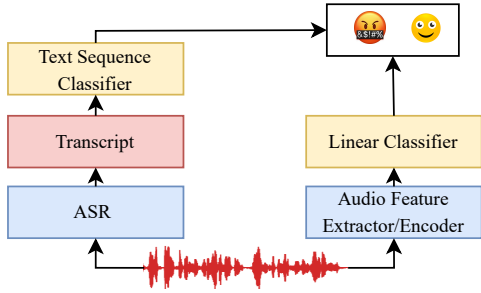 &$!#%
Text Sequence
Classifier
Transcript
Linear Classifier
ASR
Audio Feature
Extractor/Encoder